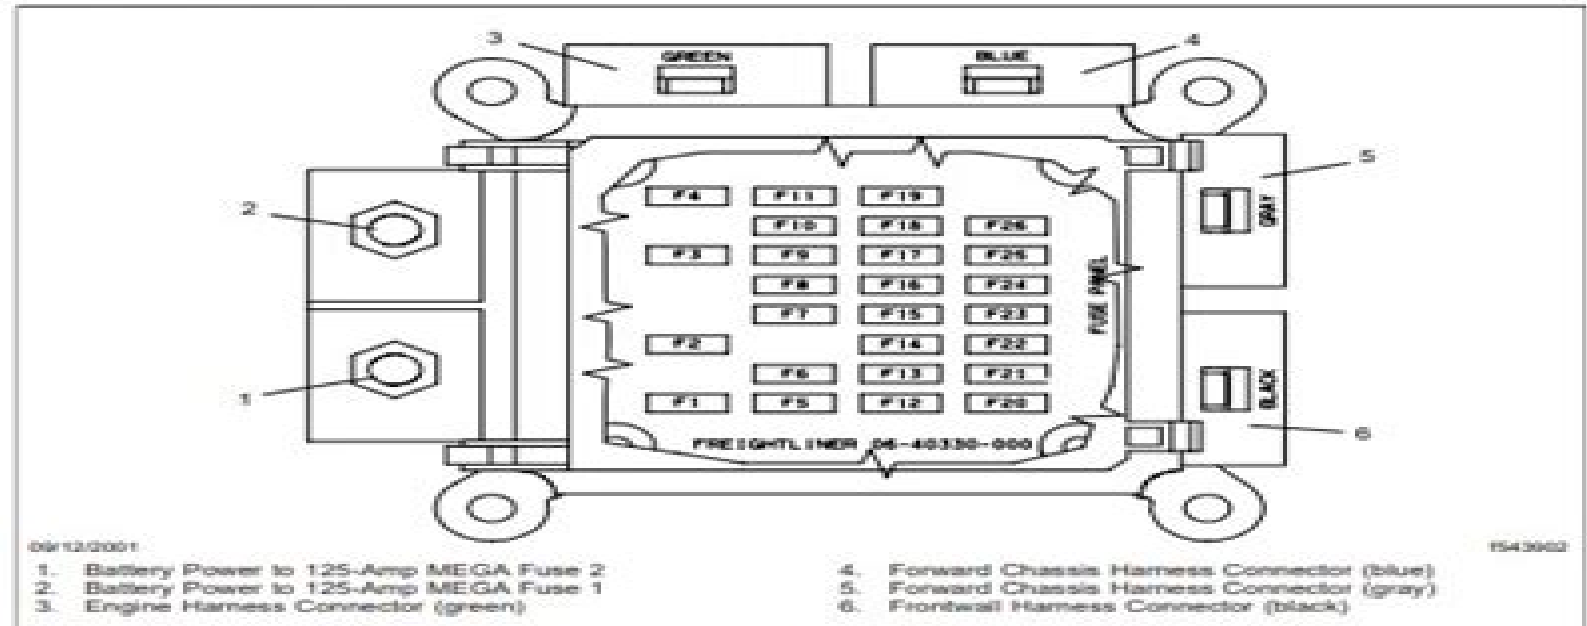 3
GREEN
BLUE
4
5
GRAY
2
F4 F11 F19
F10 F18 F26
F3 F9 F17 F25
F8 F16 F24
F7 F15 F23
F2 F14 F22
F6 F13 F21
F1 F5 F12 F20
FUSE PANEL
1
BLACK
FREIGHTLINER 06-40330-000
6
09/12/2001
f543902
1. Battery Power to 125-Amp MEGA Fuse 2
2. Battery Power to 125-Amp MEGA Fuse 1
3. Engine Harness Connector (green)
4. Forward Chassis Harness Connector (blue)
5. Forward Chassis Harness Connector (gray)
6. Frontwall Harness Connector (black)